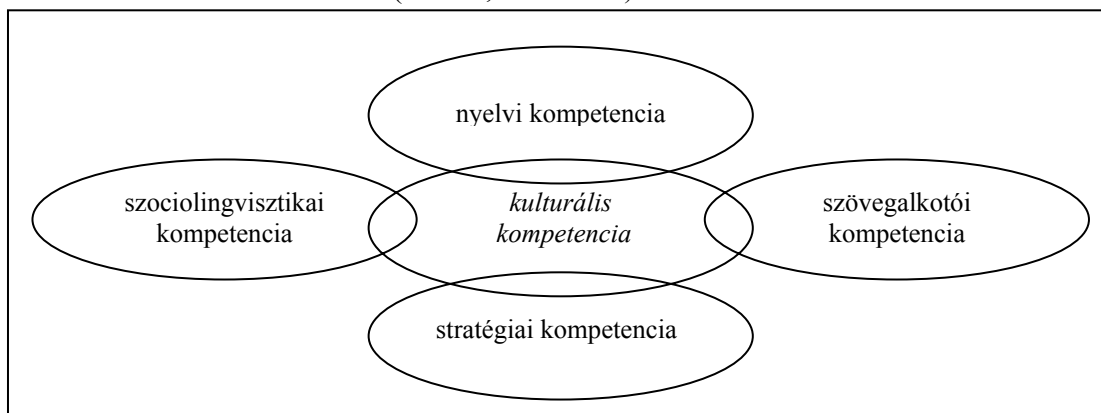 nyelvi kompetencia
szociolingvisztikai
kompetencia
kulturális
kompetencia
szövegalkotói
kompetencia
stratégiai kompetencia